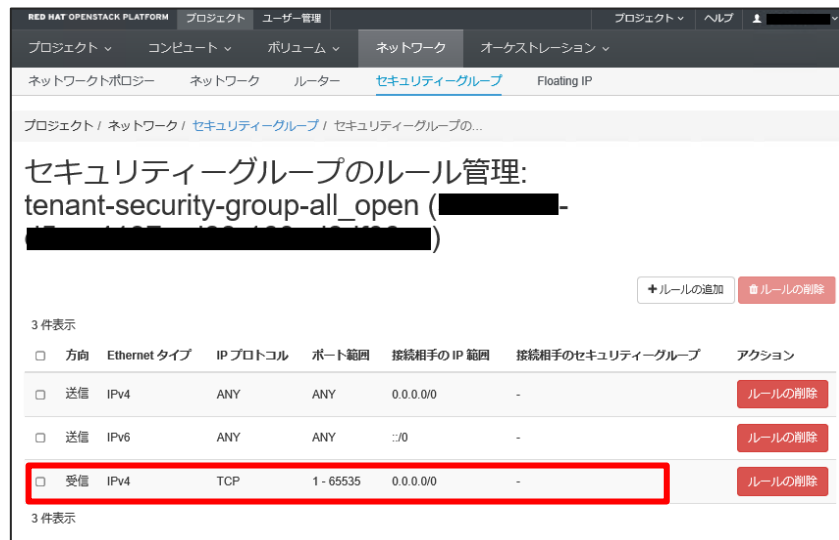 RED HAT OPENSTACK PLATFORM プロジェクト ユーザー管理 プロジェクト ヘルプ
プロジェクト コンピュート ボリューム ネットワーク オーケストレーション
ネットワークトポロジー ネットワーク ルーター セキュリティーグループ Floating IP
プロジェクト / ネットワーク / セキュリティーグループ / セキュリティーグループの...
セキュリティーグループのルール管理:
tenant-security-group-all_open ( -
)
+ルールの追加 ルールの削除
3 件表示
方向 Ethernet タイプ IP プロトコル ポート範囲 接続相手の IP 範囲 接続相手のセキュリティーグループ アクション
送信 IPv4 ANY ANY 0.0.0.0/0 - ルールの削除
送信 IPv6 ANY ANY ::/0 - ルールの削除
受信 IPv4 TCP 1 - 65535 0.0.0.0/0 - ルールの削除
3 件表示